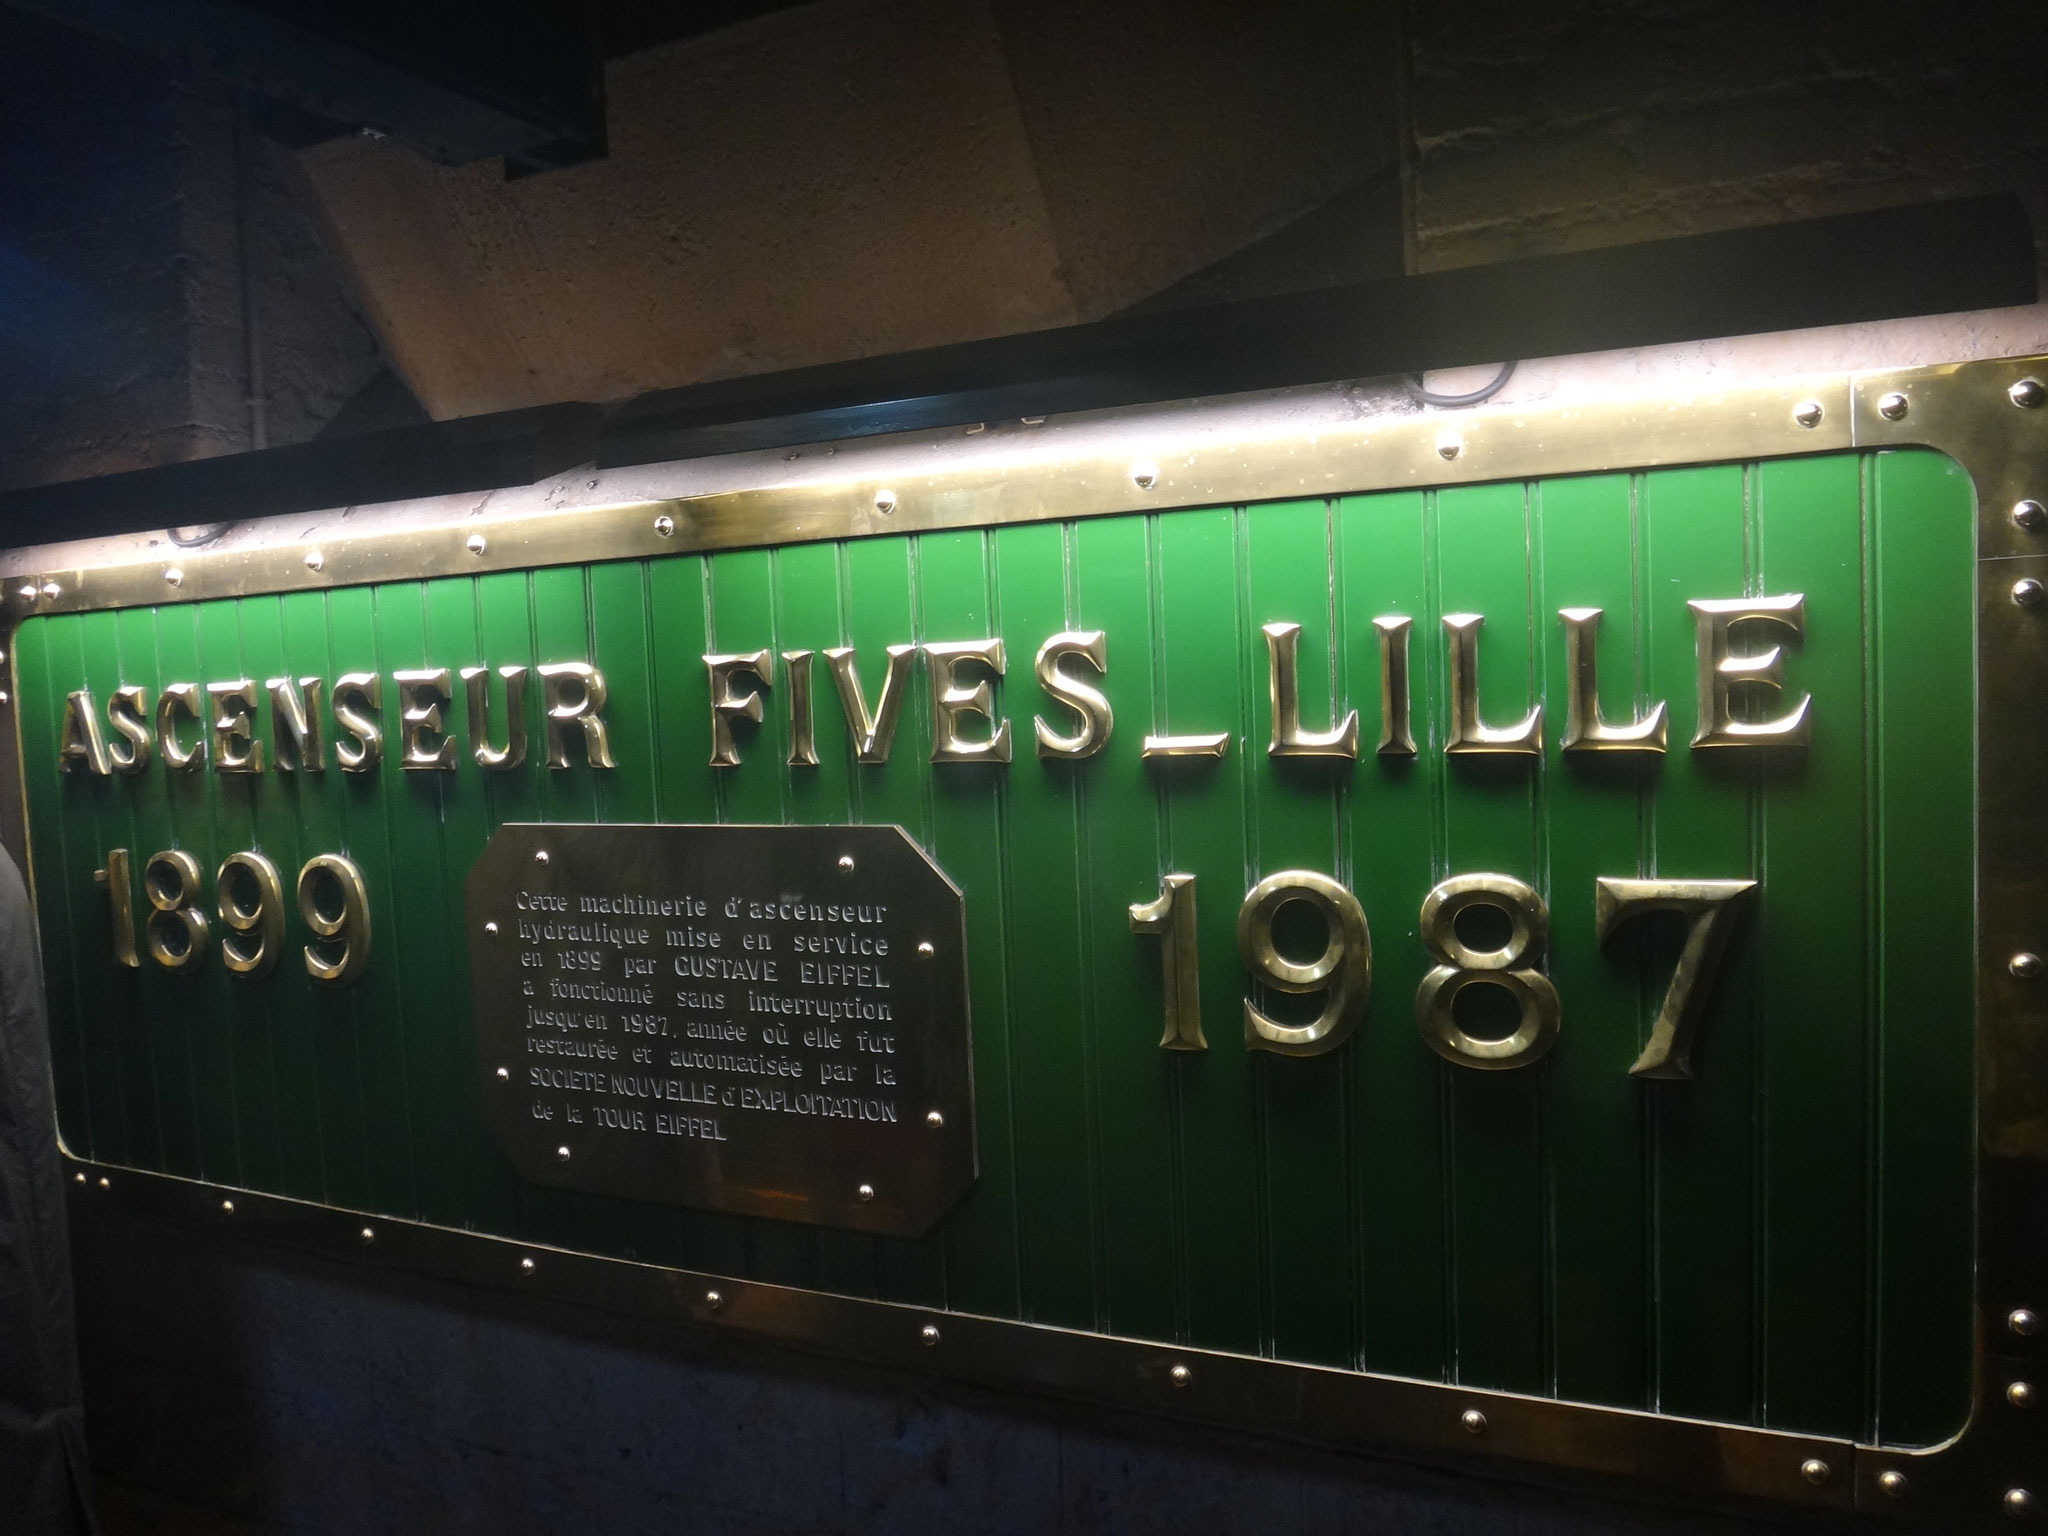 ASCENSEUR FIVES_LILLE
1899
1987
Cette machinerie d'ascenseur
hydraulique mise en service
en 1899 par GUSTAVE EIFFEL
a fonctionné sans interruption
jusqu'en 1987, année où elle fut
restaurée et automatisée par la
SOCIETE NOUVELLE d'EXPLOITATION
de la TOUR EIFFEL